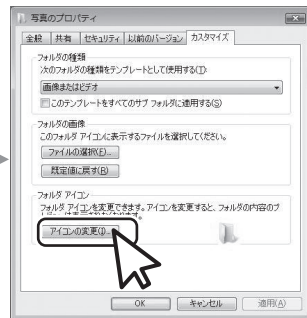 写真のプロパティ
全般 共有 セキュリティ 以前のバージョン カスタマイズ
フォルダの種類
次のフォルダの種類をテンプレートとして使用する(T):
画像またはビデオ
このテンプレートをすべてのサブ フォルダに適用する(S)
フォルダの画像
このフォルダ アイコンに表示するファイルを選択してください。
ファイルの選択(F)...
既定値に戻す(R)
フォルダ アイコン
フォルダ アイコンを変更できます。アイコンを変更すると、フォルダの内容のプ
アイコンの変更(I)...
OK キャンセル 適用(A)